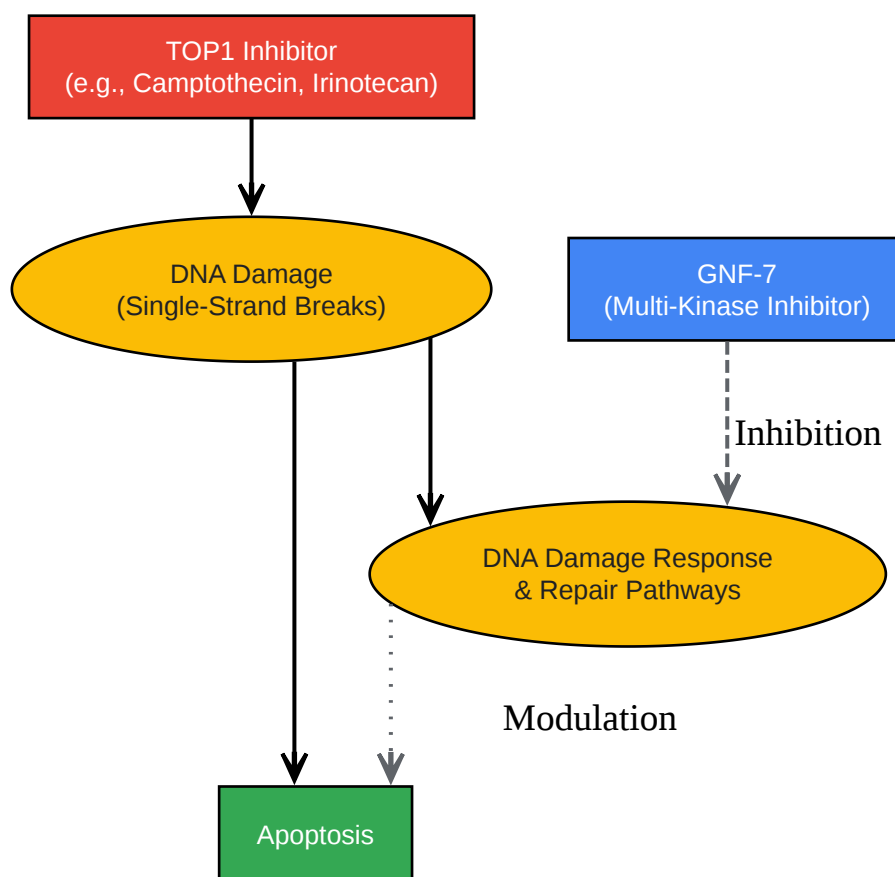 TOP1 Inhibitor
(e.g., Camptothecin, Irinotecan)
DNA Damage
(Single-Strand Breaks)
GNF-7
(Multi-Kinase Inhibitor)
Inhibition
DNA Damage Response
& Repair Pathways
Modulation
Apoptosis